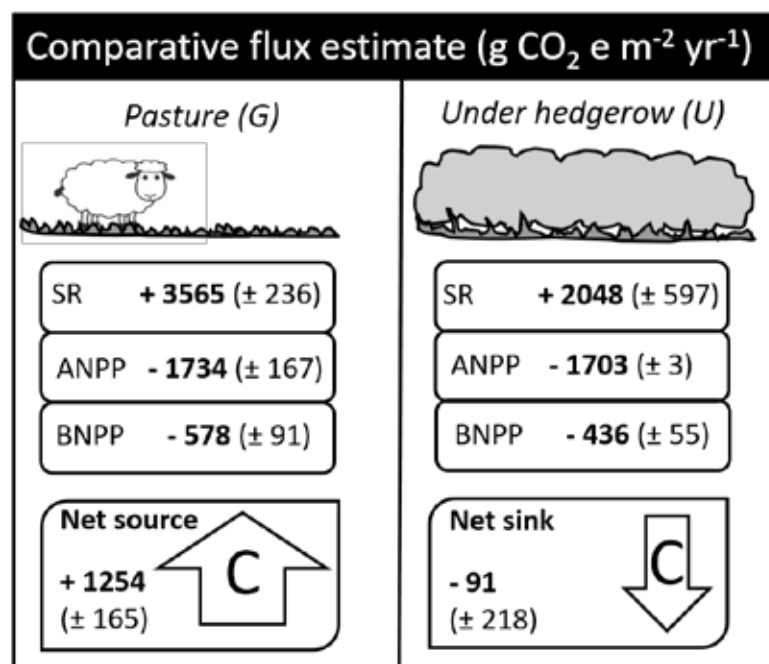 Comparative flux estimate (g CO₂ e m⁻² yr⁻¹)
Pasture (G)
SR + 3565 (± 236)
ANPP - 1734 (± 167)
BNPP - 578 (± 91)
Net source
+ 1254
(± 165)
C
Under hedgerow (U)
SR + 2048 (± 597)
ANPP - 1703 (± 3)
BNPP - 436 (± 55)
Net sink
- 91
(± 218)
C